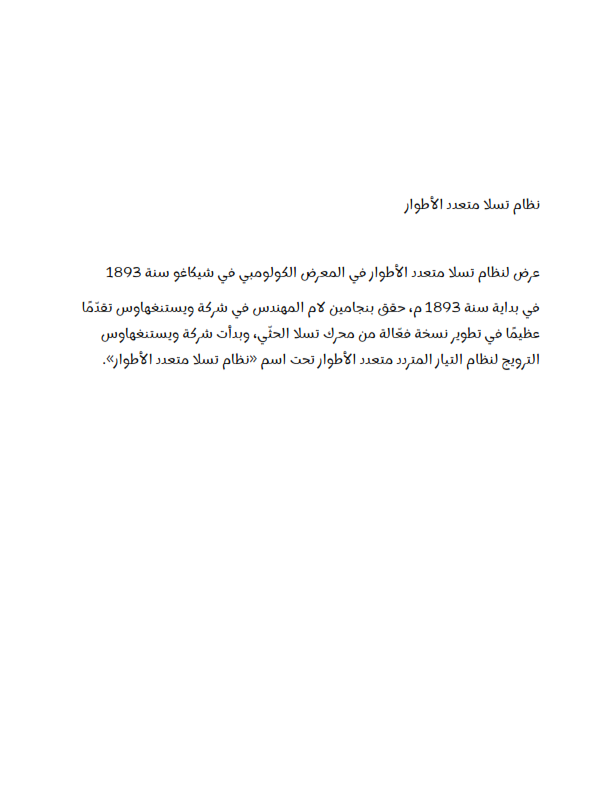 نظام تسلا متعدد الأطوار
عرض لنظام تسلا متعدد الأطوار في المعرض الكولومبي في شيكاغو سنة 1893
في بداية سنة 1893 م، حقق بنجامين لام المهندس في شركة ويستنغهاوس تقدّمًا
عظيمًا في تطوير نسخة فعّالة من محرك تسلا الحثّي، وبدأت شركة ويستنغهاوس
الترويج لنظام التيار المتردد متعدد الأطوار تحت اسم «نظام تسلا متعدد الأطوار».